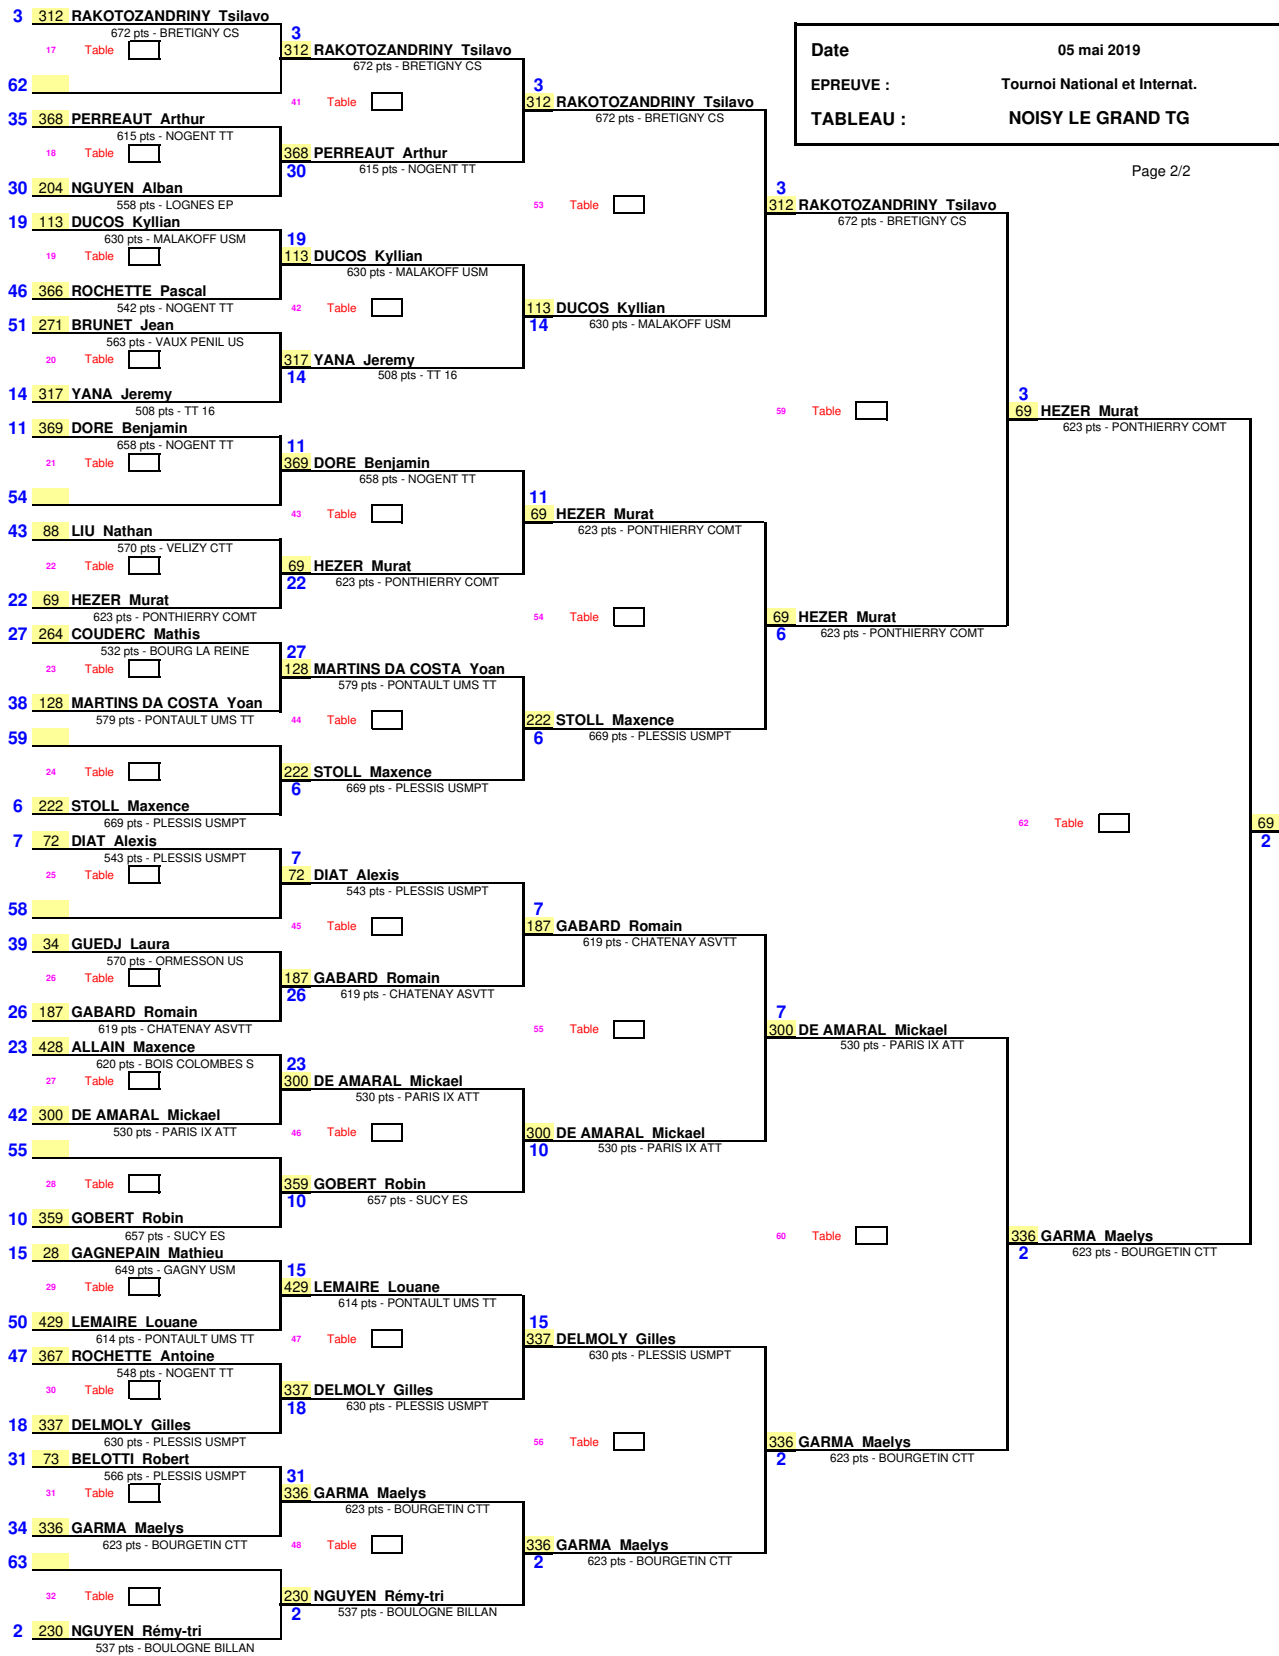 Date 05 mai 2019
EPREUVE : Tournoi National et Internat.
TABLEAU : NOISY LE GRAND TG
Page 2/2
3 312 RAKOTOZANDRINY Tsilavo
672 pts - BRETIGNY CS
17 Table
62
35 368 PERREAUT Arthur
615 pts - NOGENT TT
18 Table
30 204 NGUYEN Alban
558 pts - LOGNES EP
19 113 DUCOS Kyllian
630 pts - MALAKOFF USM
19 Table
46 366 ROCHETTE Pascal
542 pts - NOGENT TT
51 271 BRUNET Jean
563 pts - VAUX PENIL US
20 Table
14 317 YANA Jeremy
508 pts - TT 16
11 369 DORE Benjamin
658 pts - NOGENT TT
21 Table
54
43 88 LIU Nathan
570 pts - VELIZY CTT
22 Table
22 69 HEZER Murat
623 pts - PONTHIERRY COMT
27 264 COUDERC Mathis
532 pts - BOURG LA REINE
23 Table
38 128 MARTINS DA COSTA Yoan
579 pts - PONTAULT UMS TT
59
24 Table
6 222 STOLL Maxence
669 pts - PLESSIS USMPT
7 72 DIAT Alexis
543 pts - PLESSIS USMPT
25 Table
58
39 34 GUEDJ Laura
570 pts - ORMESSON US
26 Table
26 187 GABARD Romain
619 pts - CHATENAY ASVTT
23 428 ALLAIN Maxence
620 pts - BOIS COLOMBES S
27 Table
42 300 DE AMARAL Mickael
530 pts - PARIS IX ATT
55
28 Table
10 359 GOBERT Robin
657 pts - SUCY ES
15 28 GAGNEPAIN Mathieu
649 pts - GAGNY USM
29 Table
50 429 LEMAIRE Louane
614 pts - PONTAULT UMS TT
47 367 ROCHETTE Antoine
548 pts - NOGENT TT
30 Table
18 337 DELMOLY Gilles
630 pts - PLESSIS USMPT
31 73 BELOTTI Robert
566 pts - PLESSIS USMPT
31 Table
34 336 GARMA Maelys
623 pts - BOURGETIN CTT
63
32 Table
2 230 NGUYEN Rémy-tri
537 pts - BOULOGNE BILLAN
3
312 RAKOTOZANDRINY Tsilavo
672 pts - BRETIGNY CS
41 Table
368 PERREAUT Arthur
30 615 pts - NOGENT TT
19
113 DUCOS Kyllian
630 pts - MALAKOFF USM
42 Table
317 YANA Jeremy
14 508 pts - TT 16
11
369 DORE Benjamin
658 pts - NOGENT TT
43 Table
69 HEZER Murat
22 623 pts - PONTHIERRY COMT
27
128 MARTINS DA COSTA Yoan
579 pts - PONTAULT UMS TT
44 Table
222 STOLL Maxence
6 669 pts - PLESSIS USMPT
7
72 DIAT Alexis
543 pts - PLESSIS USMPT
45 Table
187 GABARD Romain
26 619 pts - CHATENAY ASVTT
23
300 DE AMARAL Mickael
530 pts - PARIS IX ATT
46 Table
359 GOBERT Robin
10 657 pts - SUCY ES
15
429 LEMAIRE Louane
614 pts - PONTAULT UMS TT
47 Table
337 DELMOLY Gilles
18 630 pts - PLESSIS USMPT
31
336 GARMA Maelys
623 pts - BOURGETIN CTT
48 Table
230 NGUYEN Rémy-tri
2 537 pts - BOULOGNE BILLAN
3
312 RAKOTOZANDRINY Tsilavo
672 pts - BRETIGNY CS
53 Table
113 DUCOS Kyllian
14 630 pts - MALAKOFF USM
11
69 HEZER Murat
623 pts - PONTHIERRY COMT
54 Table
222 STOLL Maxence
6 669 pts - PLESSIS USMPT
7
187 GABARD Romain
619 pts - CHATENAY ASVTT
55 Table
300 DE AMARAL Mickael
10 530 pts - PARIS IX ATT
15
337 DELMOLY Gilles
630 pts - PLESSIS USMPT
56 Table
336 GARMA Maelys
2 623 pts - BOURGETIN CTT
3
312 RAKOTOZANDRINY Tsilavo
672 pts - BRETIGNY CS
59 Table
69 HEZER Murat
6 623 pts - PONTHIERRY COMT
7
300 DE AMARAL Mickael
530 pts - PARIS IX ATT
60 Table
336 GARMA Maelys
2 623 pts - BOURGETIN CTT
3
69 HEZER Murat
623 pts - PONTHIERRY COMT
62 Table
336 GARMA Maelys
2 623 pts - BOURGETIN CTT
69
2